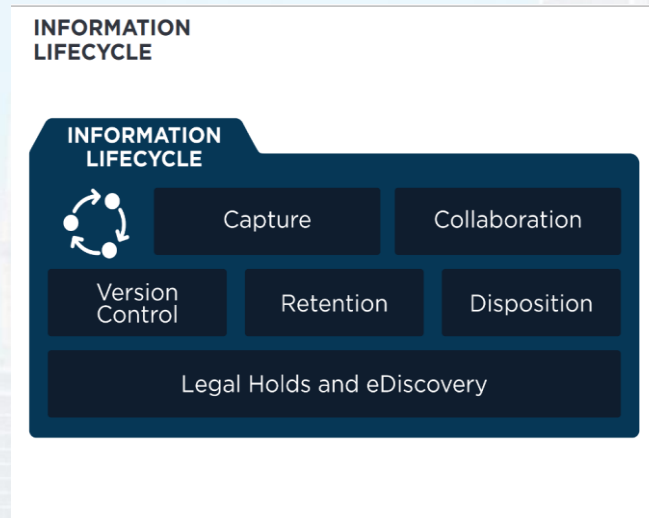 INFORMATION
LIFECYCLE
INFORMATION
LIFECYCLE
Capture
Collaboration
Version
Control
Retention
Disposition
Legal Holds and eDiscovery